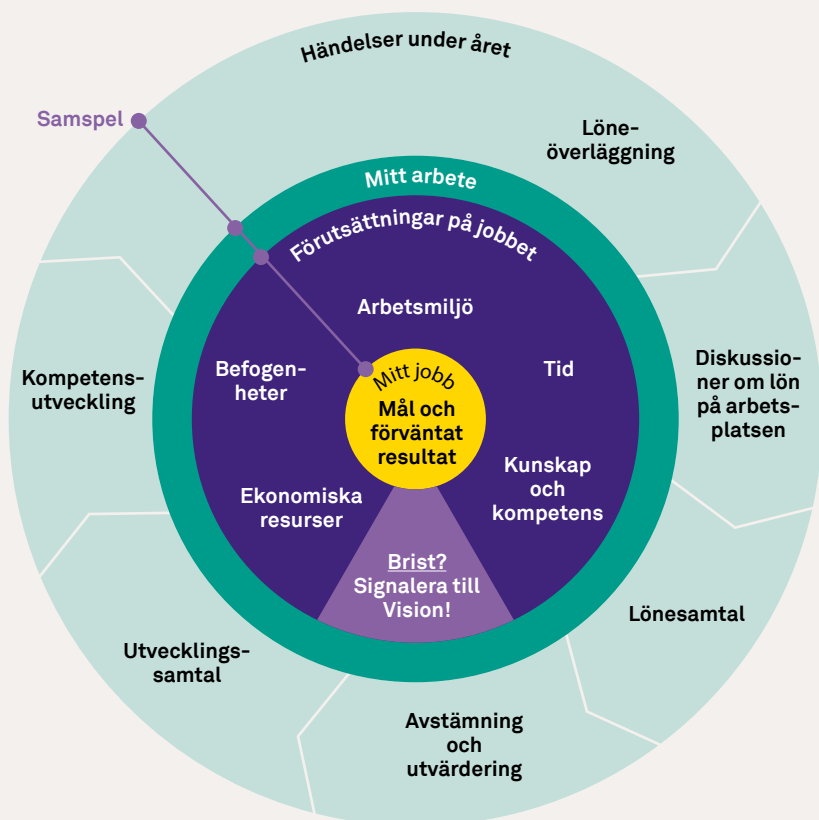 Händelser under året
Samspel
Löne-
överläggning
Mitt arbete
Förutsättningar på jobbet
Arbetsmiljö
Befogen-
heter
Tid
Mitt jobb
Mål och
förväntat
resultat
Kompetens-
utveckling
Diskussio-
ner om lön
på arbets-
platsen
Kunskap
och
kompetens
Ekonomiska
resurser
Brist?
Signalera till
Vision!
Lönesamtal
Utvecklings-
samtal
Avstämning
och
utvärdering